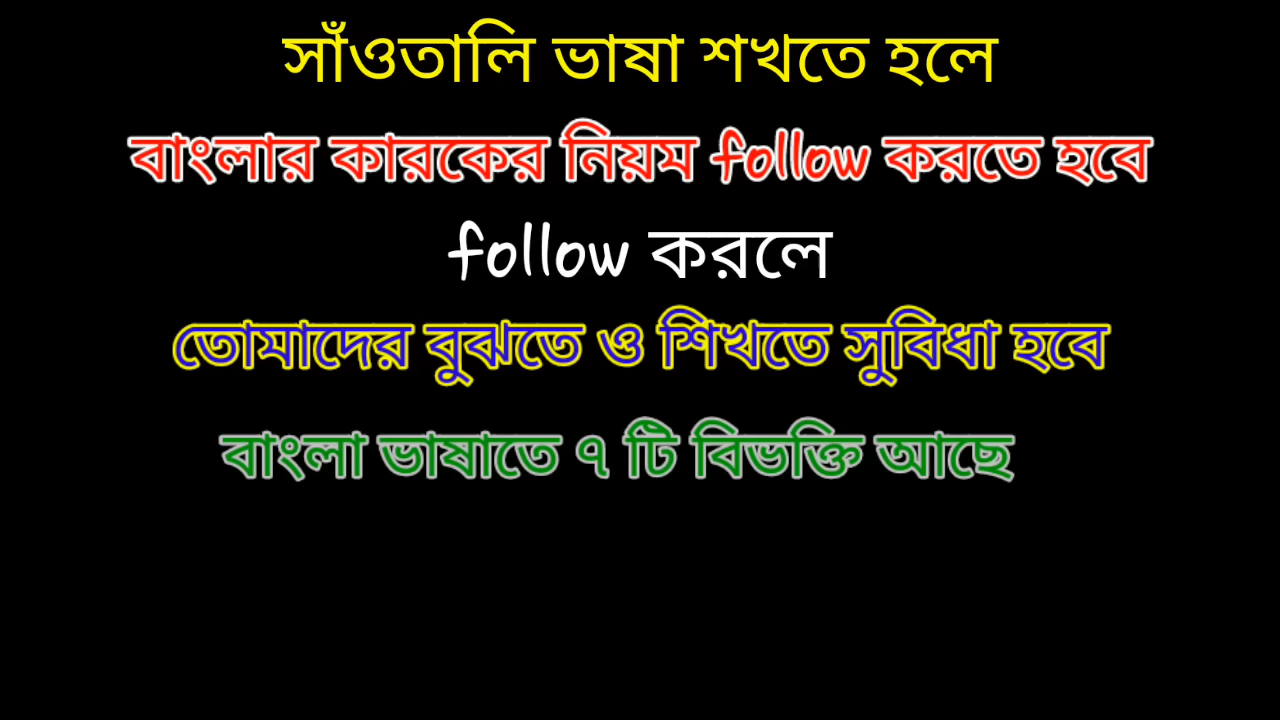 সাঁওতালি ভাষা শখতে হলে
বাংলার কারকের নিয়ম follow করতে হবে
follow করলে
তোমাদের বুঝতে ও শিখতে সুবিধা হবে
বাংলা ভাষাতে ৭ টি বিভক্তি আছে